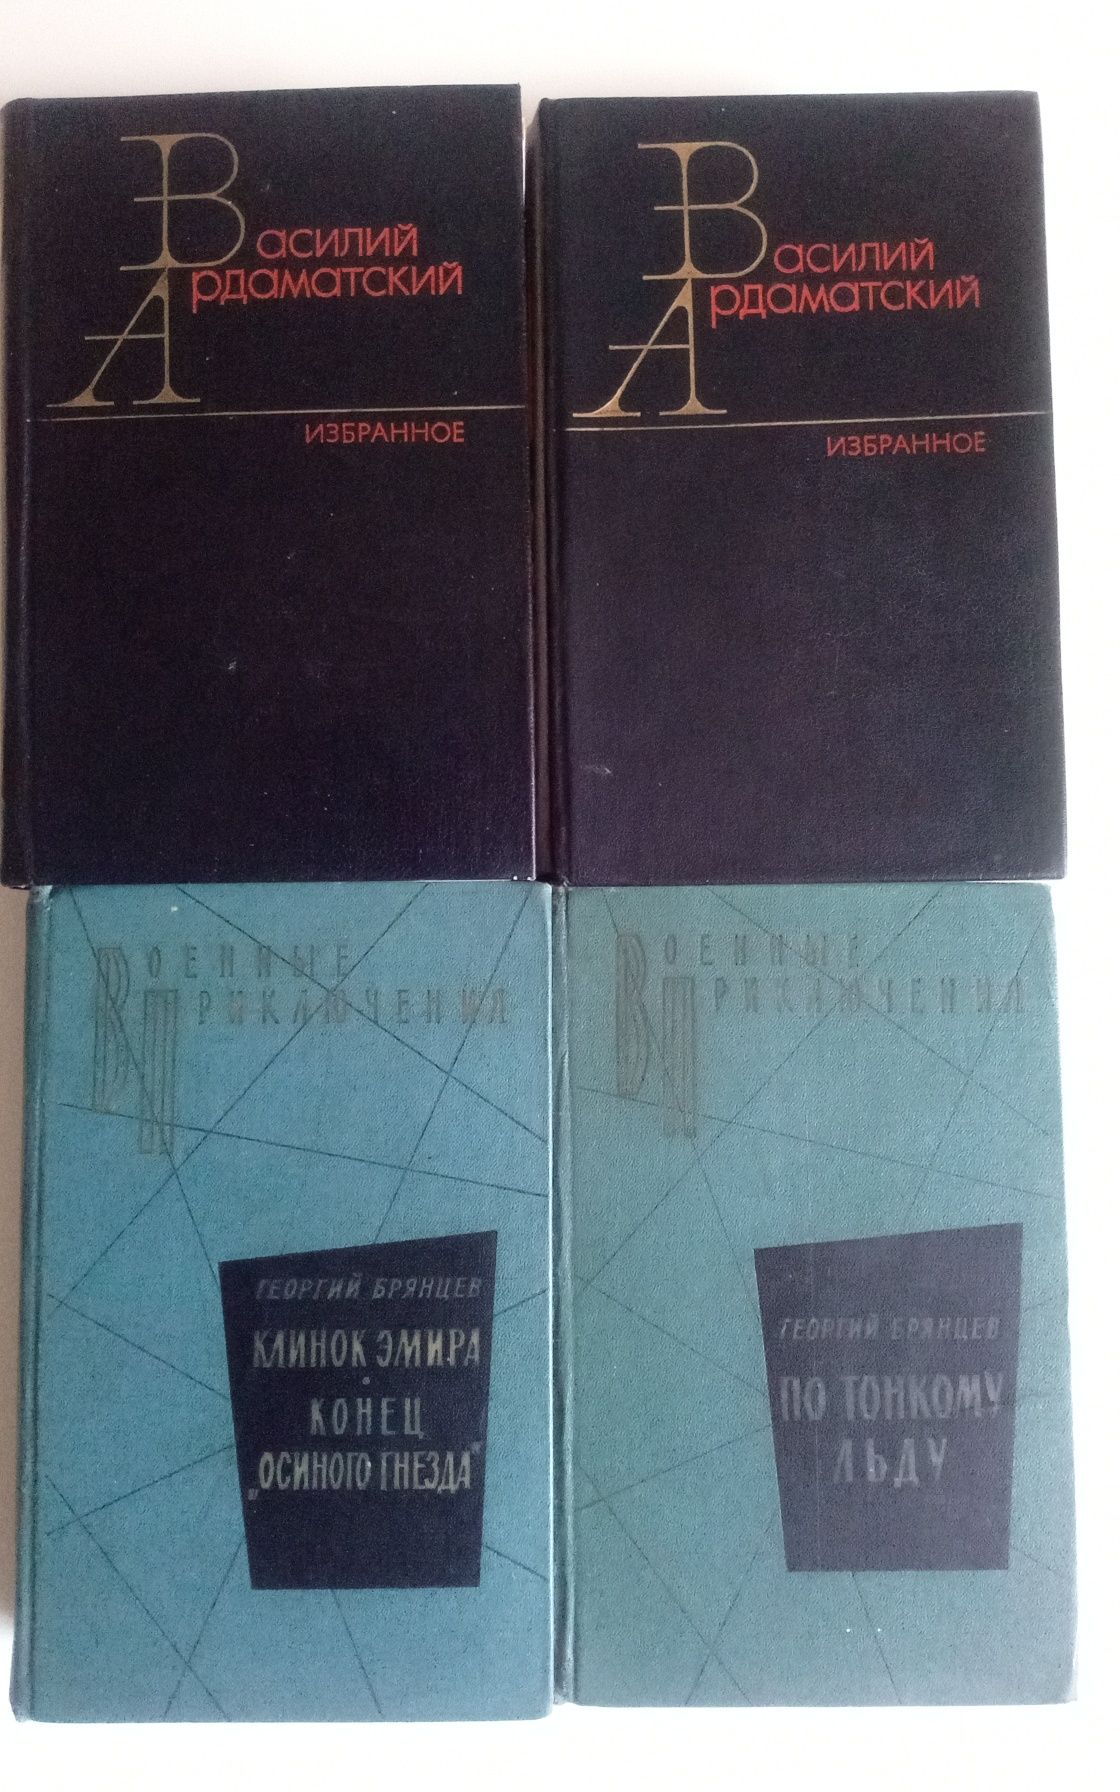 Василий
Ардаматский
ИЗБРАННОЕ
Василий
Ардаматский
ИЗБРАННОЕ
ВОЕННЫЕ
ПРИКЛЮЧЕНИЯ
ГЕОРГИЙ БРЯНЦЕВ
КЛИНОК ЭМИРА
•
КОНЕЦ
„ОСИНОГО ГНЕЗДА"
ВОЕННЫЕ
ПРИКЛЮЧЕНИЯ
ГЕОРГИЙ БРЯНЦЕВ
ПО ТОНКОМУ
ЛЬДУ